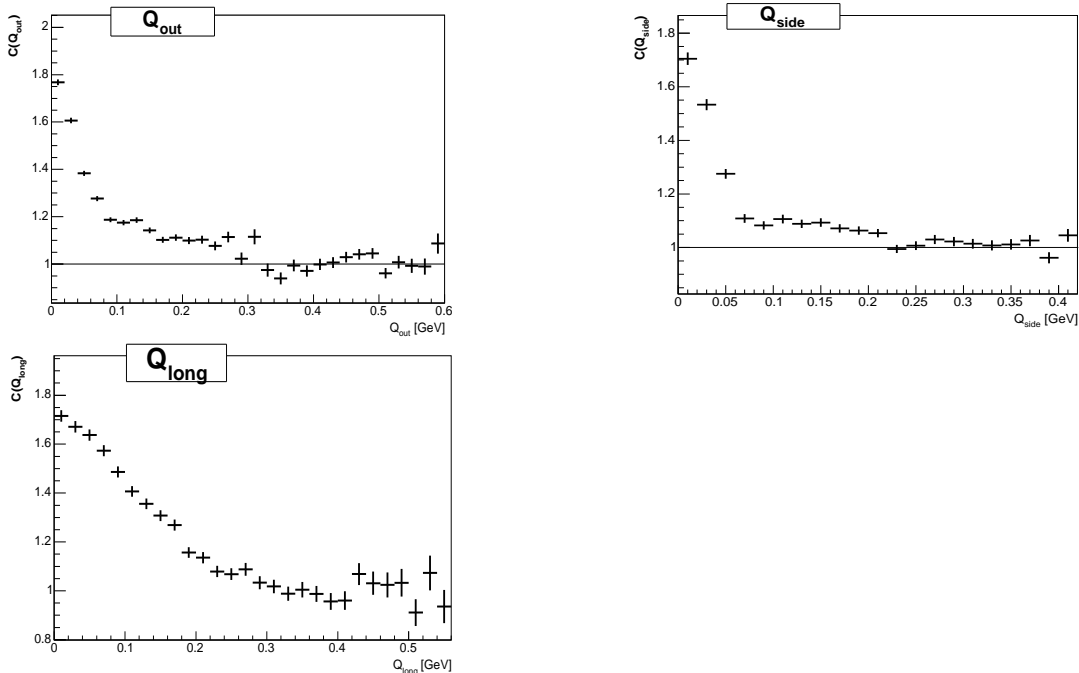 Q_out
C(Q_out)
2
1.8
1.6
1.4
1.2
1
0 0.1 0.2 0.3 0.4 0.5 0.6
Q_out [GeV]
Q_side
C(Q_side)
1.8
1.6
1.4
1.2
1
0 0.05 0.1 0.15 0.2 0.25 0.3 0.35 0.4
Q_side [GeV]
Q_long
C(Q_long)
1.8
1.6
1.4
1.2
1
0.8
0 0.1 0.2 0.3 0.4 0.5
Q_long [GeV]